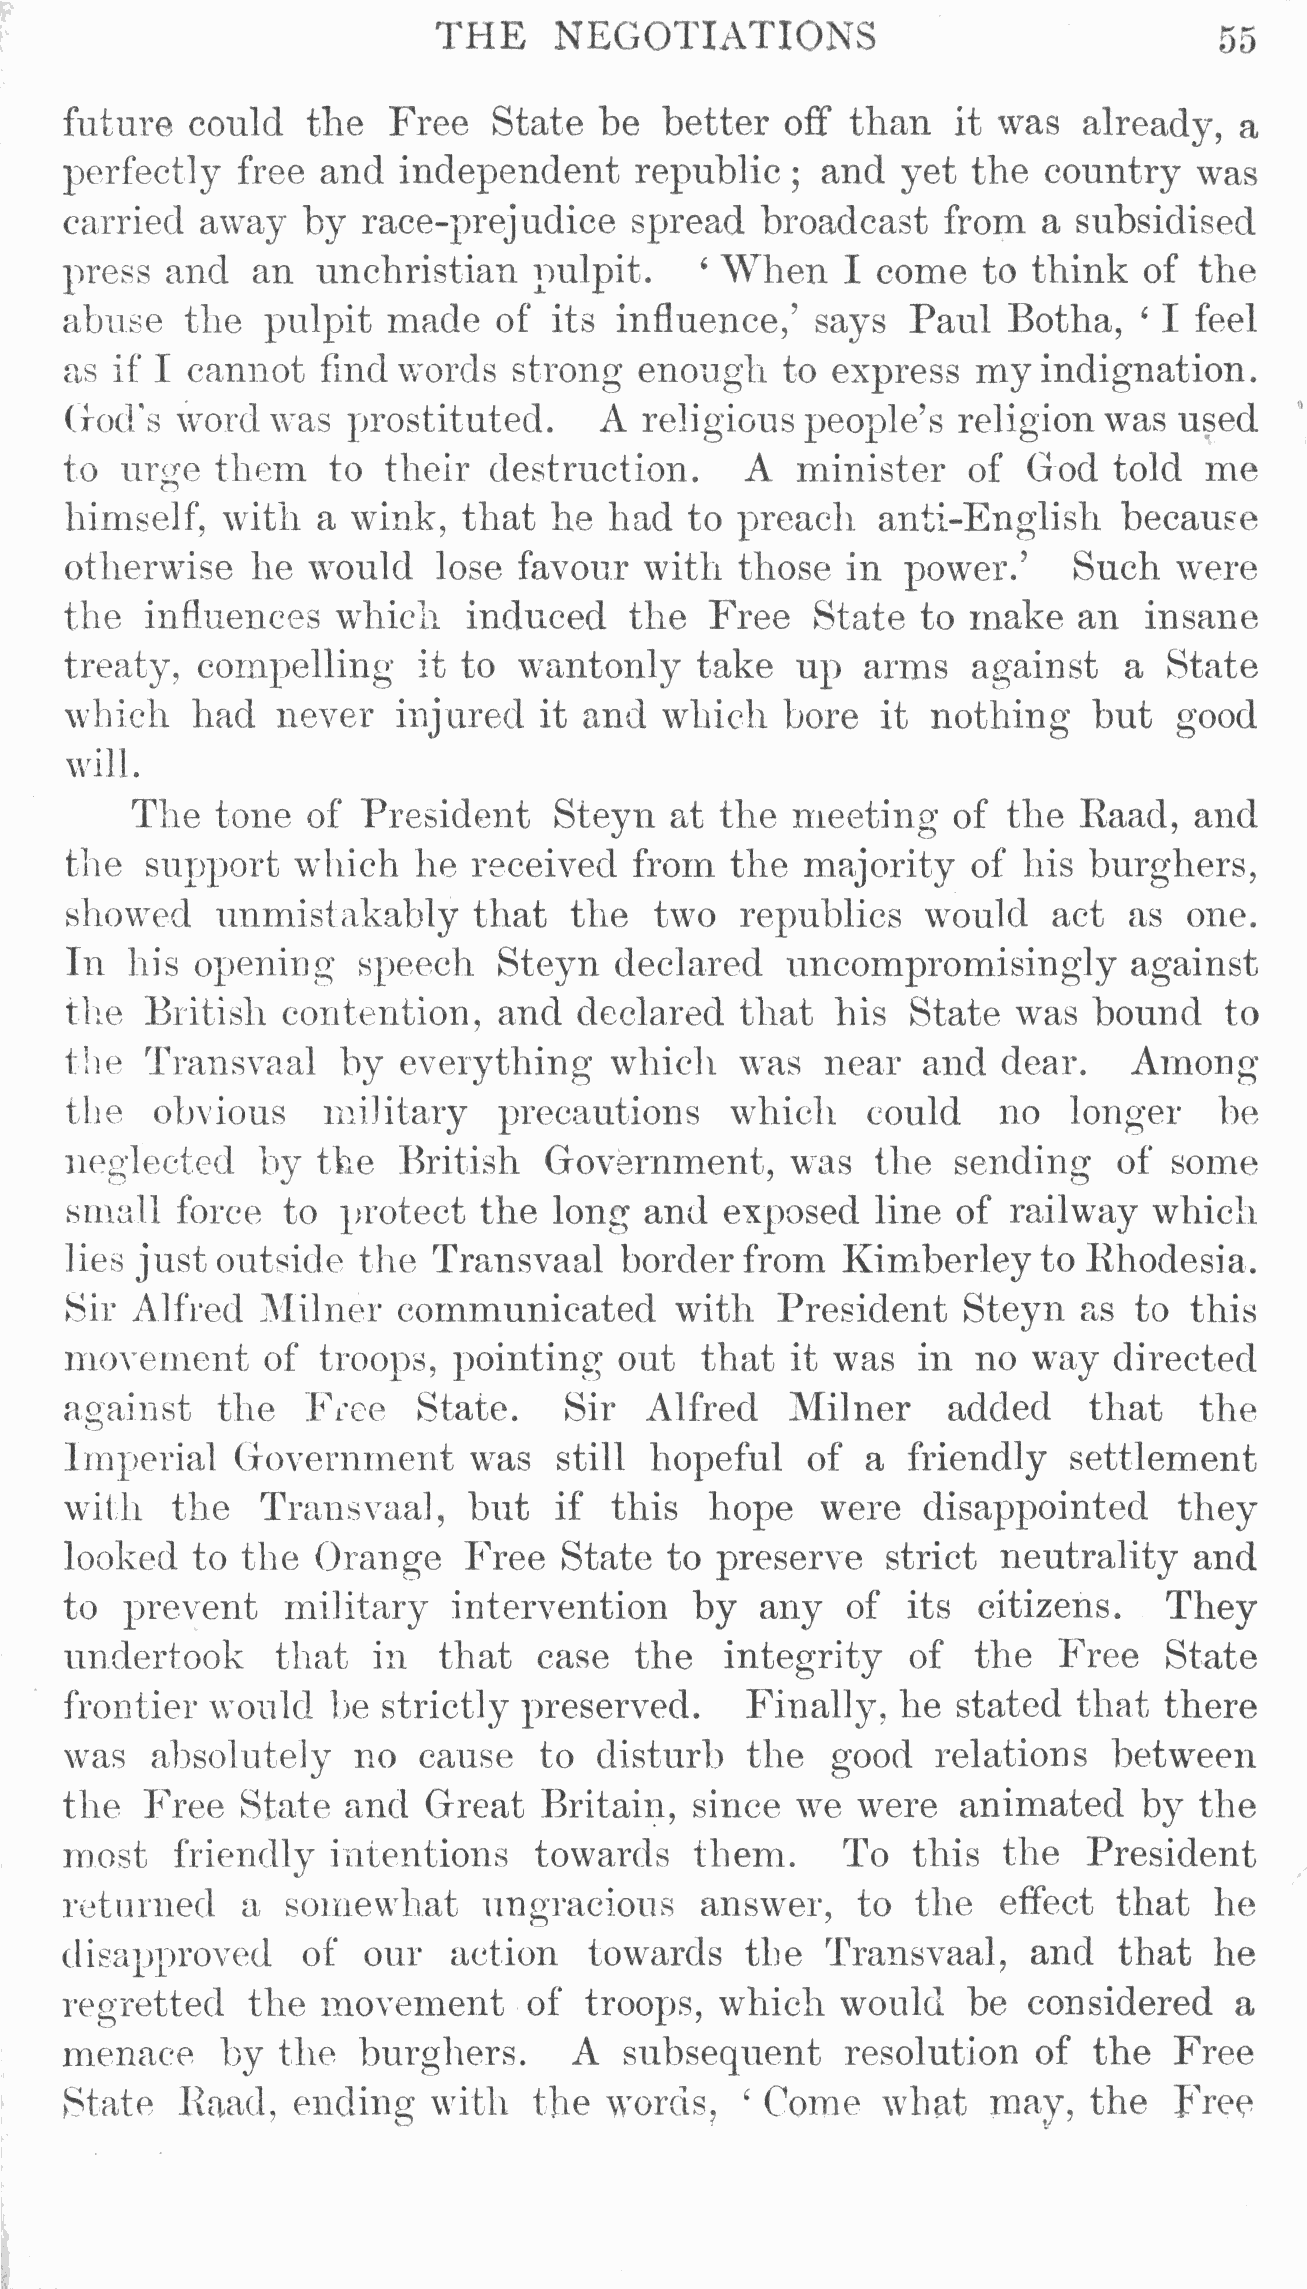 THE NEGOTIATIONS 55
future could the Free State be better off than it was already, a
perfectly free and independent republic ; and yet the country was
carried away by race-prejudice spread broadcast from a subsidised
press and an unchristian pulpit. ‘ When I come to think of the
abuse the pulpit made of its influence,’ says Paul Botha, ‘ I feel
as if I cannot find words strong enough to express my indignation.
God's word was prostituted. A religious people’s religion was used
to urge them to their destruction. A minister of God told me
himself, with a wink, that he had to preach anti-English because
otherwise he would lose favour with those in power.’ Such were
the influences which induced the Free State to make an insane
treaty, compelling it to wantonly take up arms against a State
which had never injured it and which bore it nothing but good
will.
The tone of President Steyn at the meeting of the Raad, and
the support which he received from the majority of his burghers,
showed unmistakably that the two republics would act as one.
In his opening speech Steyn declared uncompromisingly against
the British contention, and declared that his State was bound to
the Transvaal by everything which was near and dear. Among
the obvious military precautions which could no longer be
neglected by the British Government, was the sending of some
small force to protect the long and exposed line of railway which
lies just outside the Transvaal border from Kimberley to Rhodesia.
Sir Alfred Milner communicated with President Steyn as to this
movement of troops, pointing out that it was in no way directed
against the Free State. Sir Alfred Milner added that the
Imperial Government was still hopeful of a friendly settlement
with the Transvaal, but if this hope were disappointed they
looked to the Orange Free State to preserve strict neutrality and
to prevent military intervention by any of its citizens. They
undertook that in that case the integrity of the Free State
frontier would be strictly preserved. Finally, he stated that there
was absolutely no cause to disturb the good relations between
the Free State and Great Britain, since we were animated by the
most friendly intentions towards them. To this the President
returned a somewhat ungracious answer, to the effect that he
disapproved of our action towards the Transvaal, and that he
regretted the movement of troops, which would be considered a
menace by the burghers. A subsequent resolution of the Free
State Raad, ending with the words, ‘ Come what may, the Free